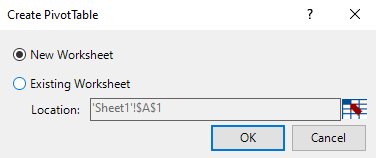 Create PivotTable ? ×
New Worksheet
Existing Worksheet
Location: 'Sheet1'!$A$1
OK Cancel